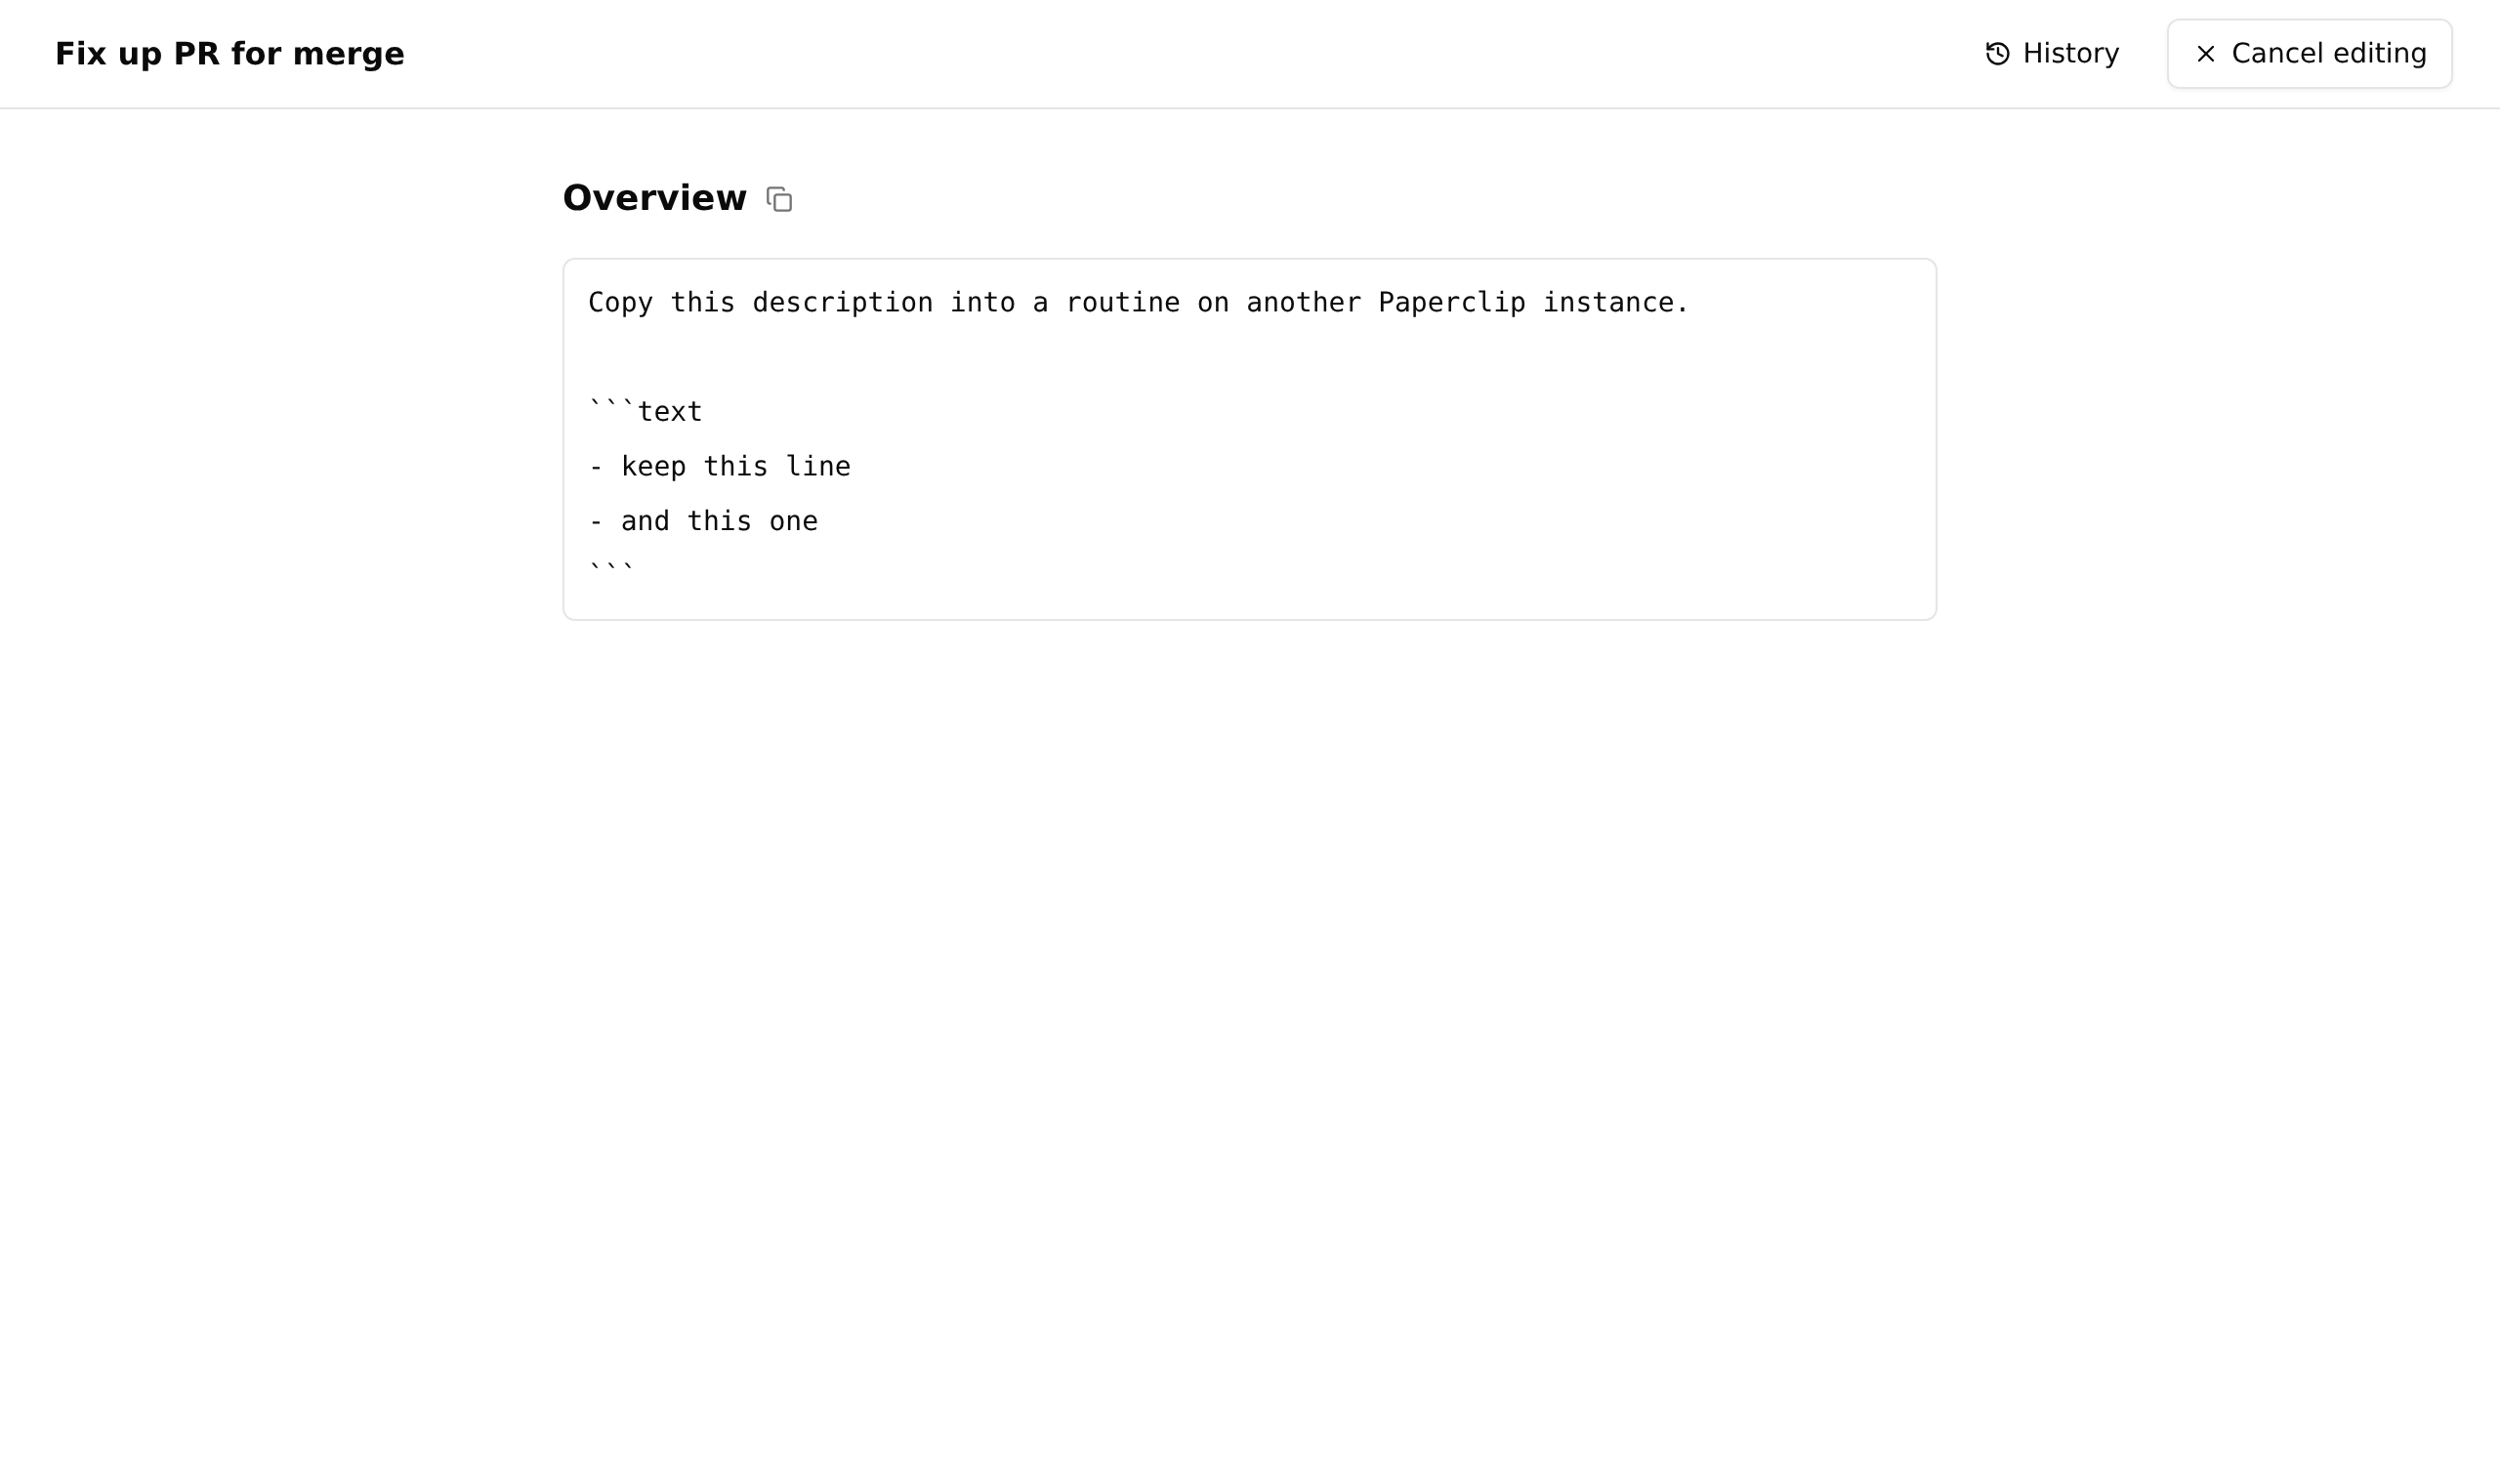 Fix up PR for merge
History
Cancel editing
Overview
Copy this description into a routine on another Paperclip instance.

```text
- keep this line
- and this one
```